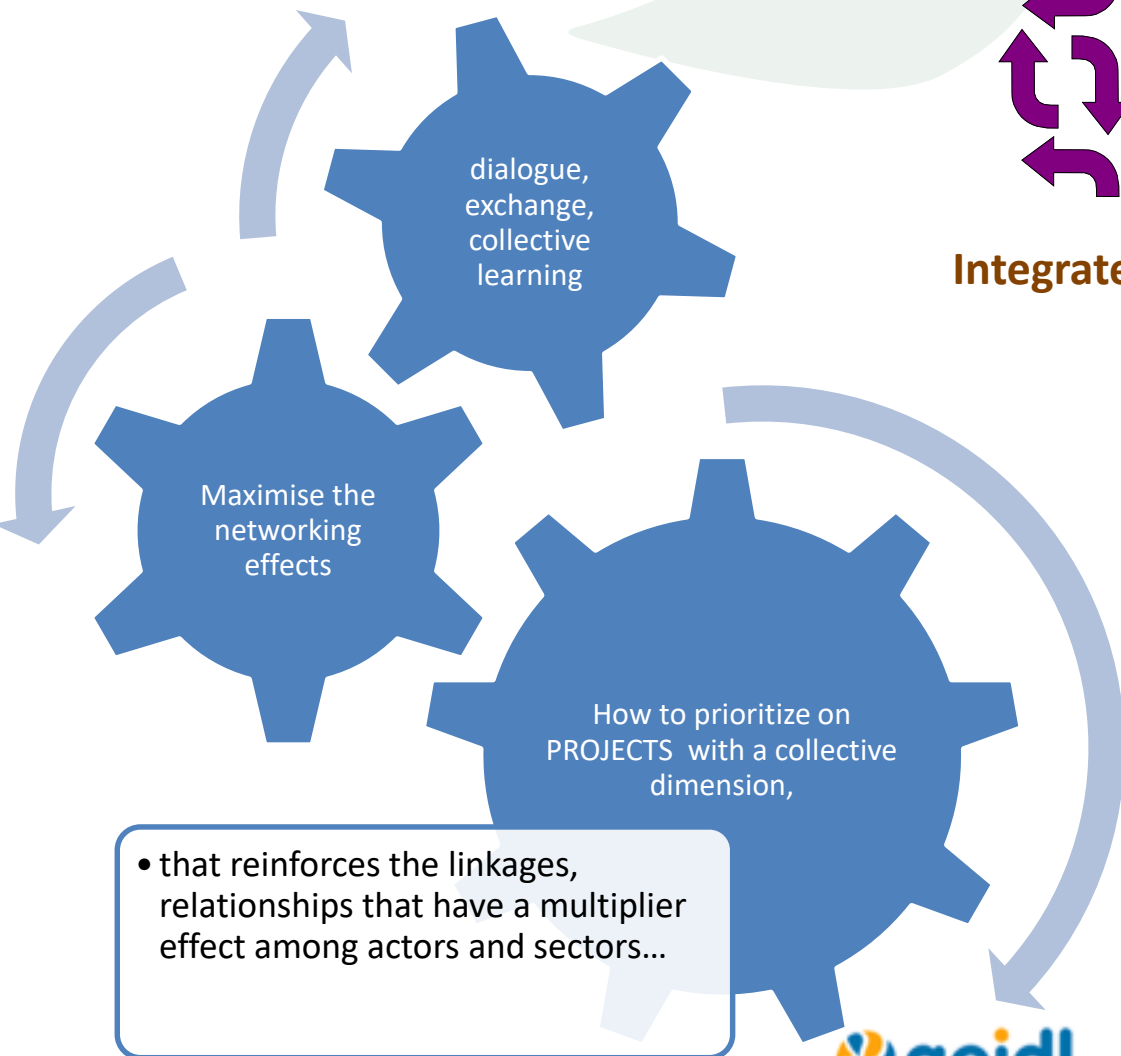 dialogue,
exchange,
collective
learning
Integrate
Maximise the
networking
effects
How to prioritize on
PROJECTS with a collective
dimension,
• that reinforces the linkages,
relationships that have a multiplier
effect among actors and sectors…